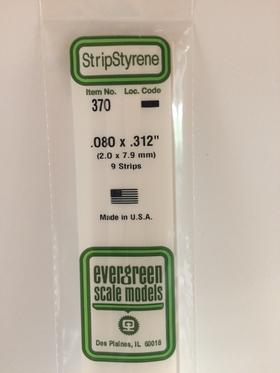 StripStyrene
Item No. Loc. Code
370
.080 x .312"
(2.0 x 7.9 mm)
9 Strips
Made in U.S.A.
evergreen
scale models
Des Plaines, IL 60018